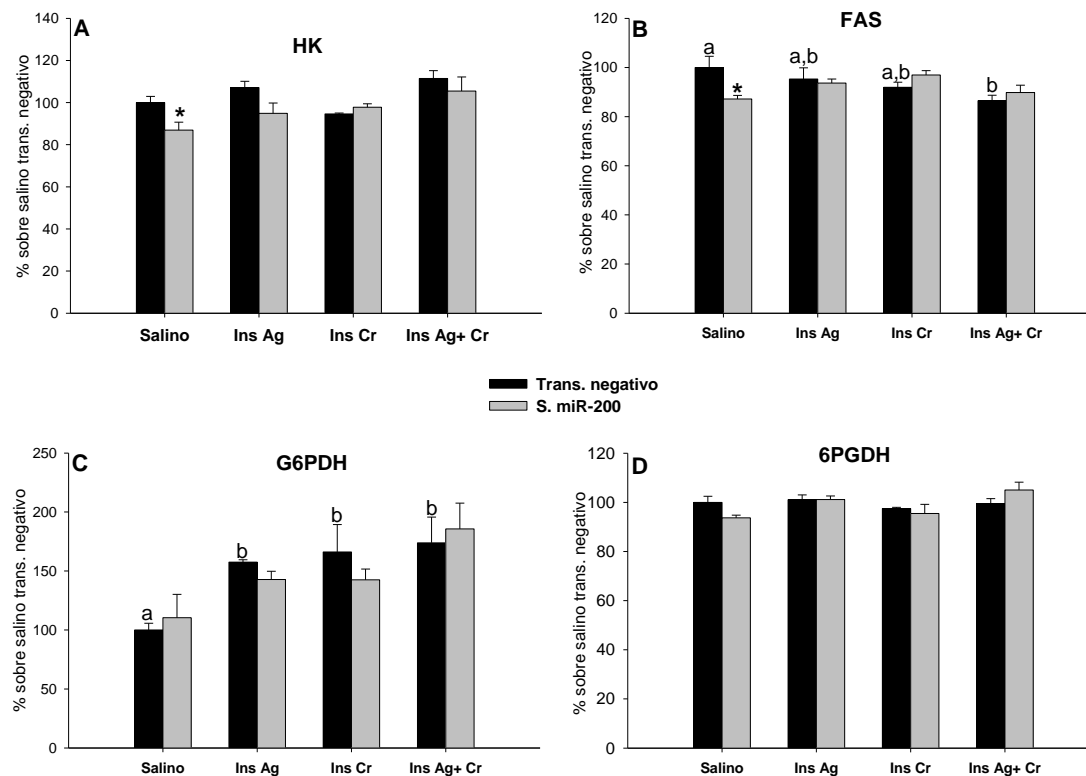 A
HK
% sobre salino trans. negativo
140
120
100
80
60
40
20
0
*
Salino Ins Ag Ins Cr Ins Ag+ Cr
B
FAS
% sobre salino trans. negativo
120
100
80
60
40
20
0
a * a,b a,b b
Salino Ins Ag Ins Cr Ins Ag+ Cr
Trans. negativo
S. miR-200
C
G6PDH
% sobre salino trans. negativo
250
200
150
100
50
0
a b b b
Salino Ins Ag Ins Cr Ins Ag+ Cr
D
6PGDH
% sobre salino trans. negativo
120
100
80
60
40
20
0
Salino Ins Ag Ins Cr Ins Ag+ Cr